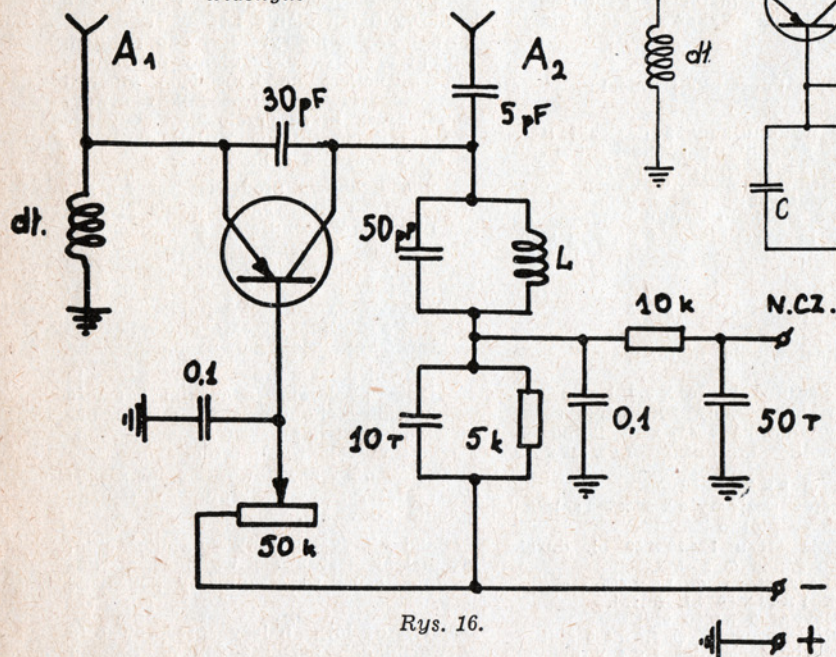 A₁
30pF
A₂
5pF
dł.
dł.
50pF
L
C
10k
N.CZ.
0,1
10T
5k
0,1
50T
50k
−
+
Rys. 16.